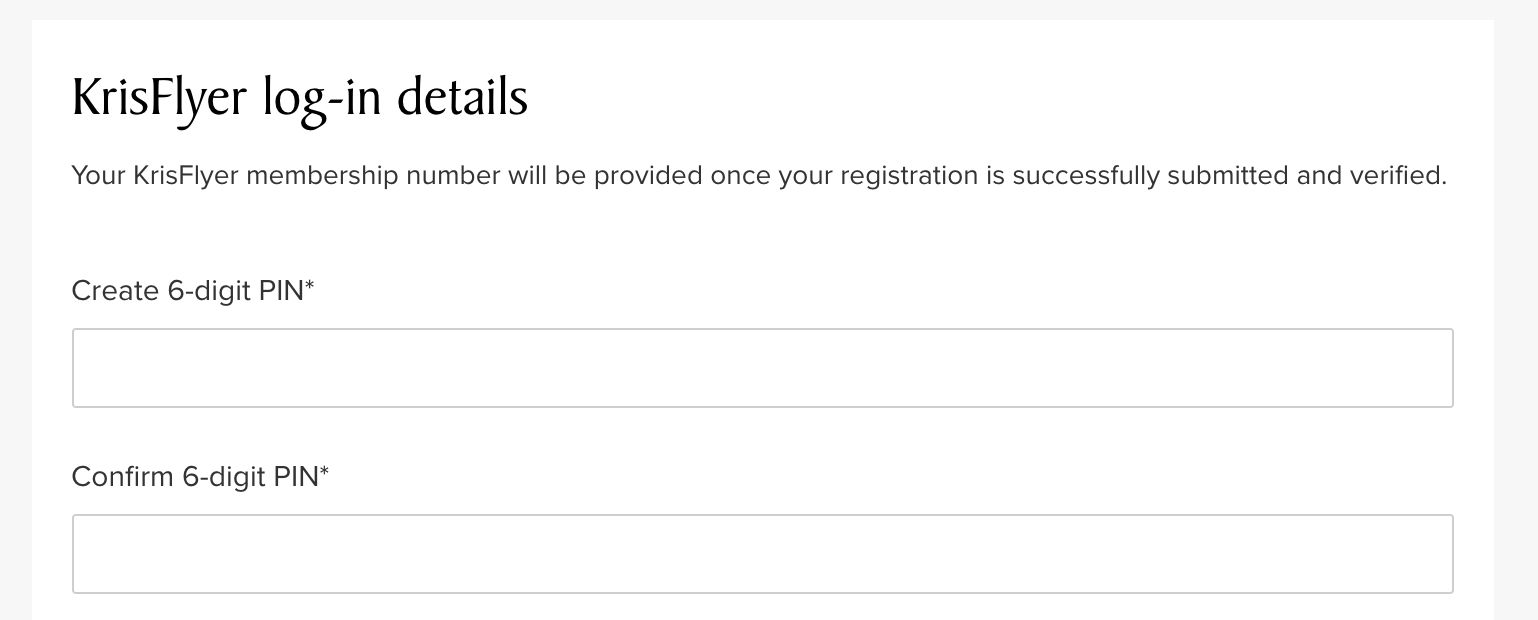 KrisFlyer log-in details
Your KrisFlyer membership number will be provided once your registration is successfully submitted and verified.
Create 6-digit PIN*
Confirm 6-digit PIN*